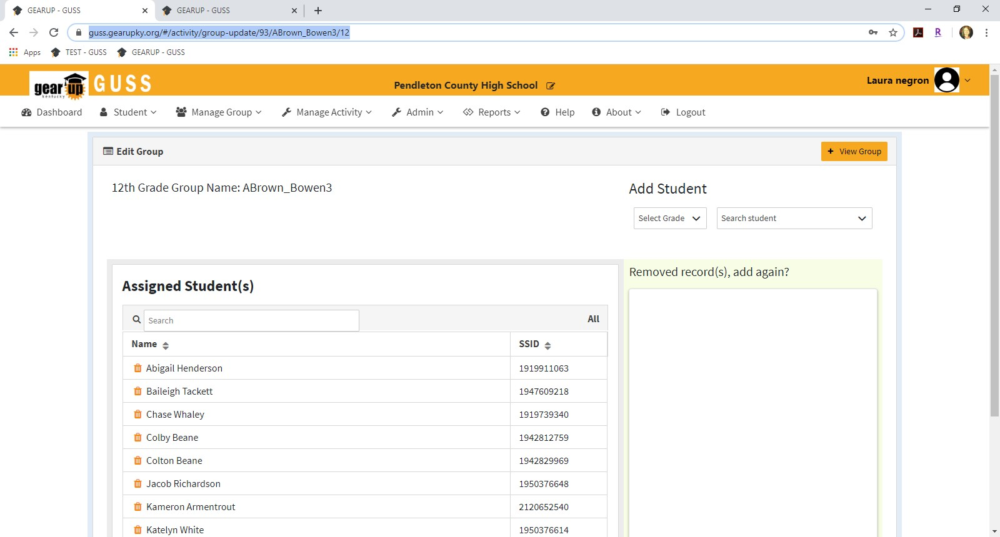 GEARUP - GUSS
GEARUP - GUSS
guss.gearupky.org/#/activity/group-update/93/ABrown_Bowen3/12
Apps TEST - GUSS GEARUP - GUSS
gear up kentucky GUSS
Pendleton County High School
Laura negron
Dashboard Student Manage Group Manage Activity Admin Reports Help About Logout
Edit Group
View Group
12th Grade Group Name: ABrown_Bowen3
Add Student
Select Grade Search student
Removed record(s), add again?
Assigned Student(s)
Search All
Name SSID
Abigail Henderson 1919911063
Baileigh Tackett 1947609218
Chase Whaley 1919739340
Colby Beane 1942812759
Colton Beane 1942829969
Jacob Richardson 1950376648
Kameron Armentrout 2120652540
Katelyn White 1950376614